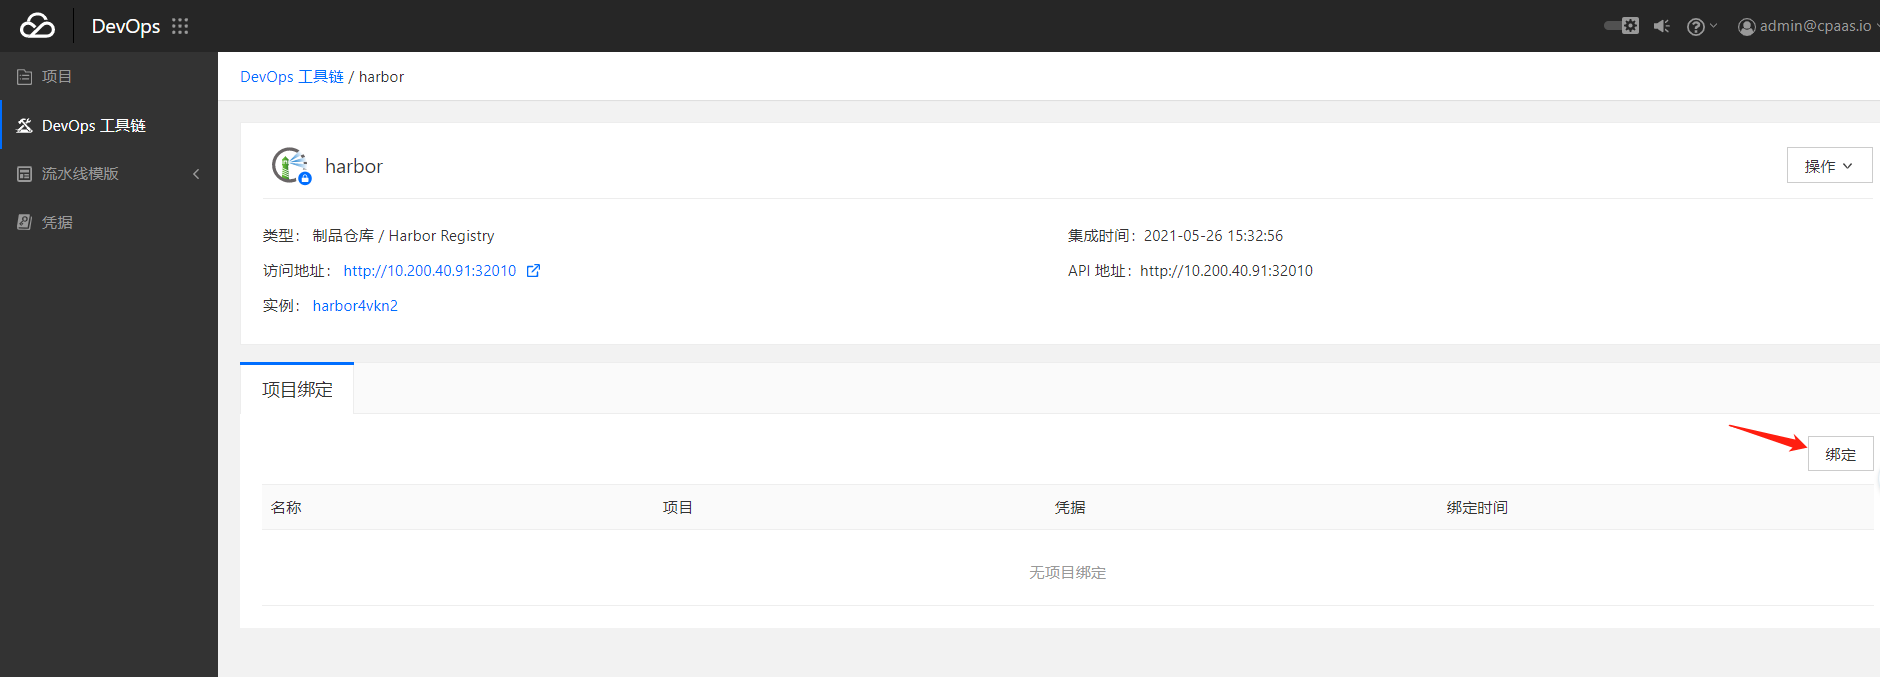 DevOps
admin@cpaas.io
项目
DevOps 工具链
流水线模版
凭据
DevOps 工具链 / harbor
harbor
操作
类型： 制品仓库 / Harbor Registry
集成时间：2021-05-26 15:32:56
访问地址： http://10.200.40.91:32010
API 地址：http://10.200.40.91:32010
实例： harbor4vkn2
项目绑定
绑定
名称 项目 凭据 绑定时间
无项目绑定